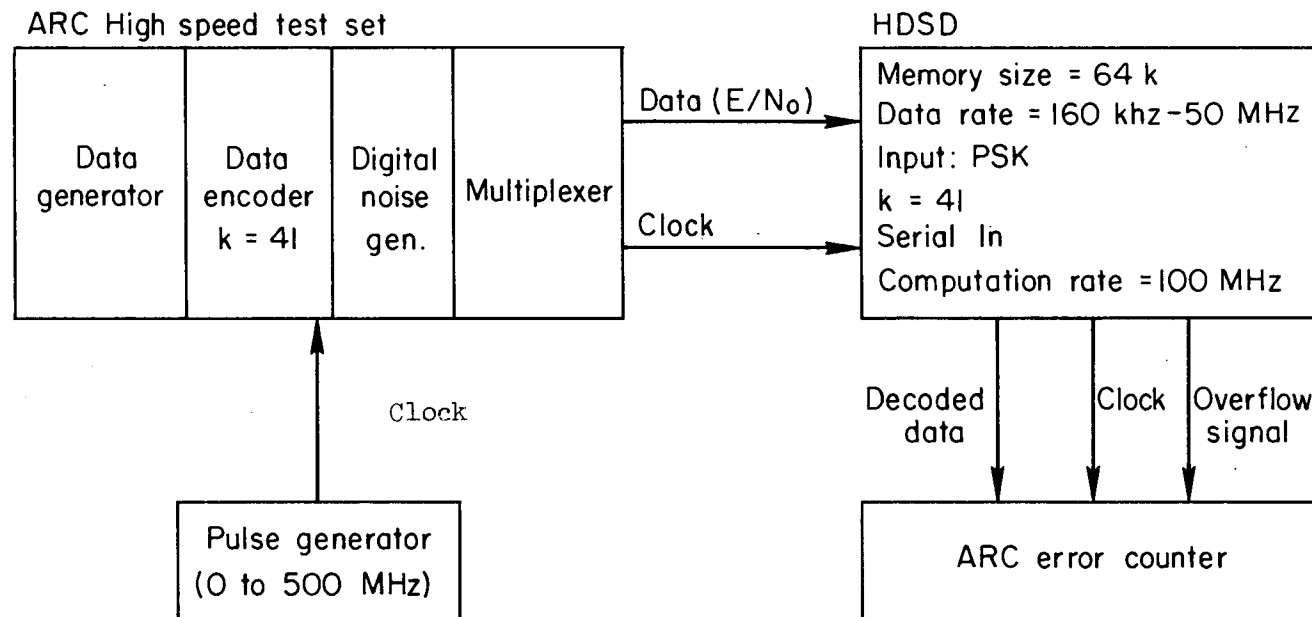 ARC High speed test set
Data
generator
Data
encoder
k = 41
Digital
noise
gen.
Multiplexer
Data (E/No)
Clock
HDSD
Memory size = 64 k
Data rate = 160 khz-50 MHz
Input: PSK
k = 41
Serial In
Computation rate = 100 MHz
Clock
Decoded
data
Clock
Overflow
signal
Pulse generator
(0 to 500 MHz)
ARC error counter